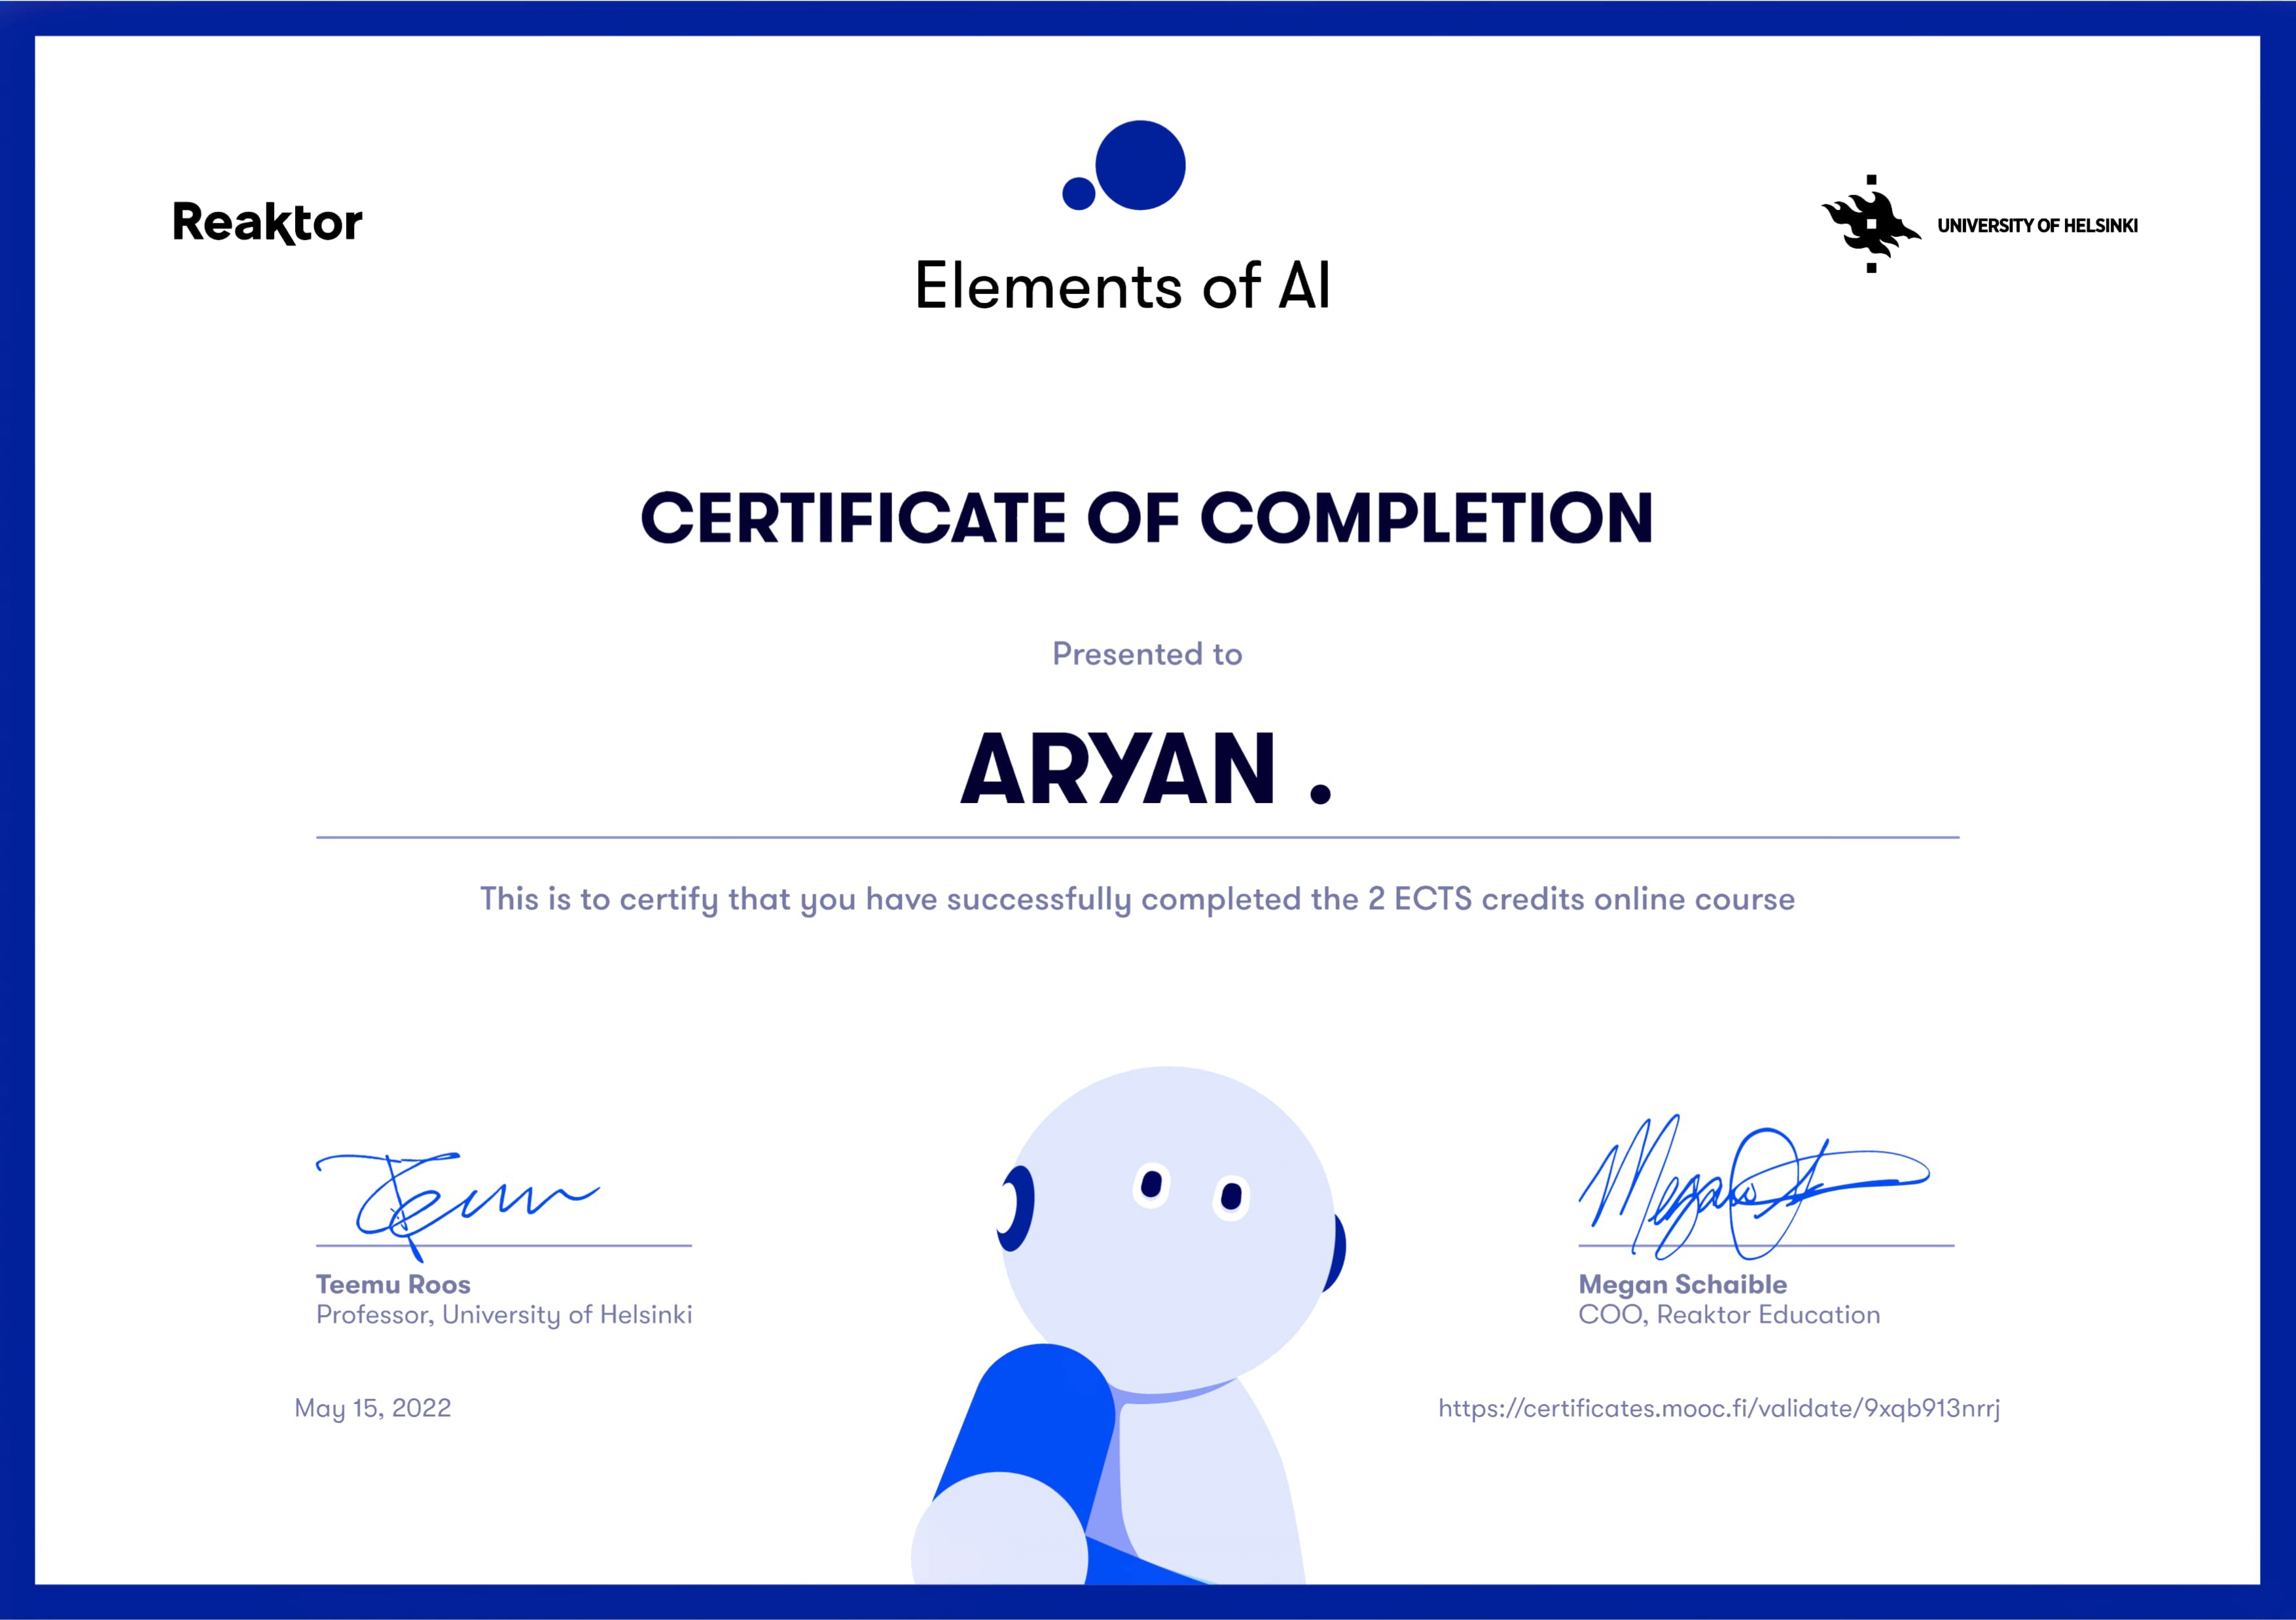 Reaktor
Elements of AI
UNIVERSITY OF HELSINKI
CERTIFICATE OF COMPLETION
Presented to
ARYAN .
This is to certify that you have successfully completed the 2 ECTS credits online course
Teemu Roos
Professor, University of Helsinki
Megan Schaible
COO, Reaktor Education
May 15, 2022
https://certificates.mooc.fi/validate/9xqb913nrrj